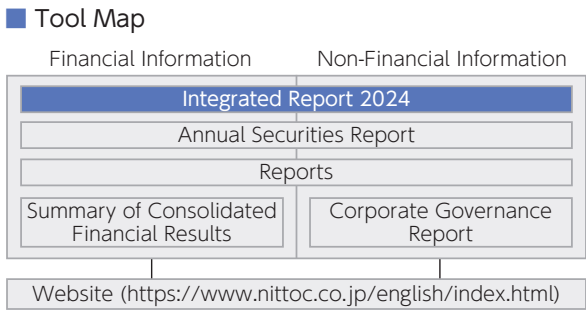 Tool Map
Financial Information
Non-Financial Information
Integrated Report 2024
Annual Securities Report
Reports
Summary of Consolidated
Financial Results
Corporate Governance
Report
Website (https://www.nittoc.co.jp/english/index.html)